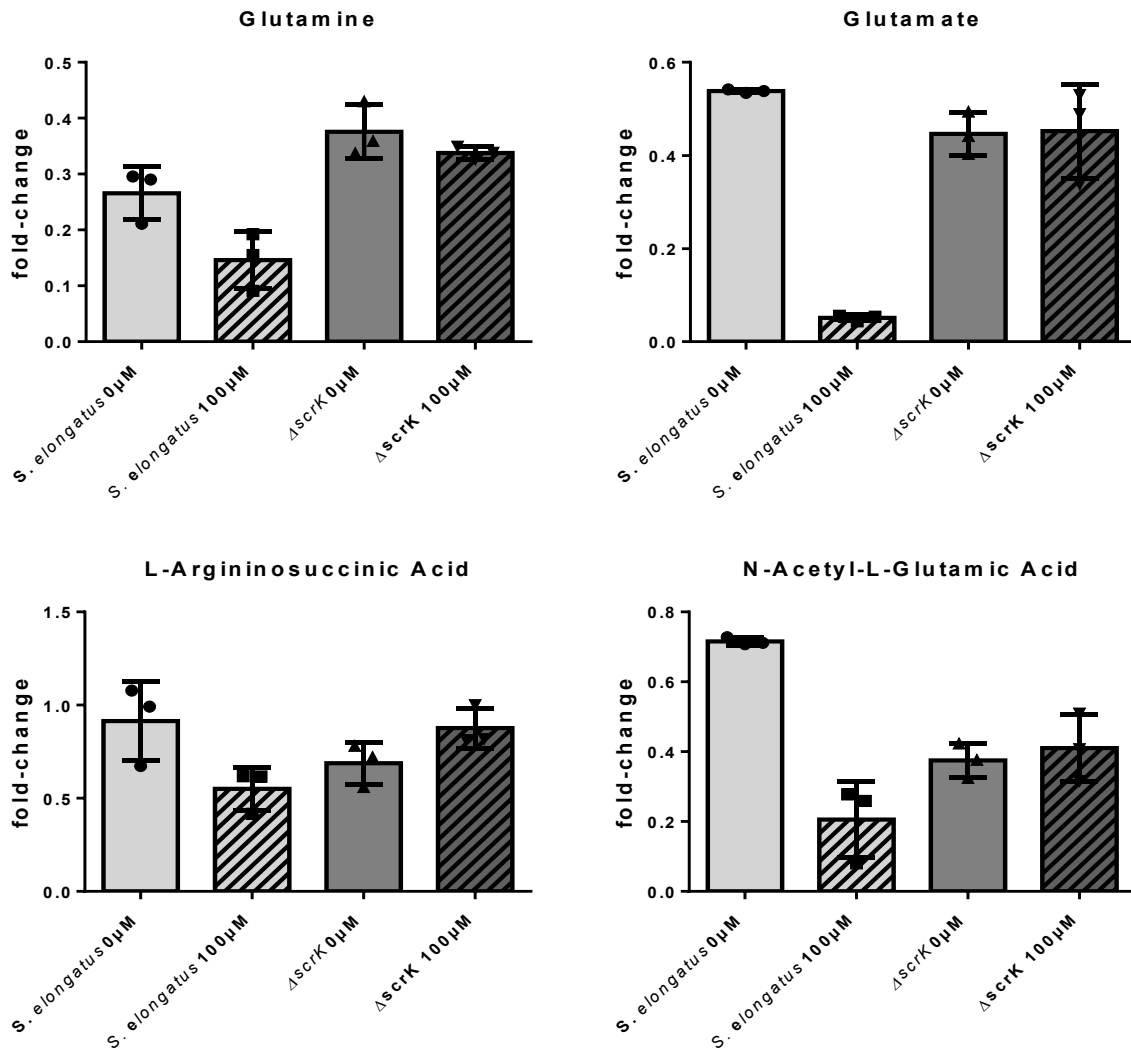 Glutamine
fold-change
0.5
0.4
0.3
0.2
0.1
0.0
S. elongatus 0µM
S. elongatus 100µM
ΔscrK 0µM
ΔscrK 100µM
Glutamate
fold-change
0.6
0.4
0.2
0.0
S. elongatus 0µM
S. elongatus 100µM
ΔscrK 0µM
ΔscrK 100µM
L-Argininosuccinic Acid
fold-change
1.5
1.0
0.5
0.0
S. elongatus 0µM
S. elongatus 100µM
ΔscrK 0µM
ΔscrK 100µM
N-Acetyl-L-Glutamic Acid
fold-change
0.8
0.6
0.4
0.2
0.0
S. elongatus 0µM
S. elongatus 100µM
ΔscrK 0µM
ΔscrK 100µM